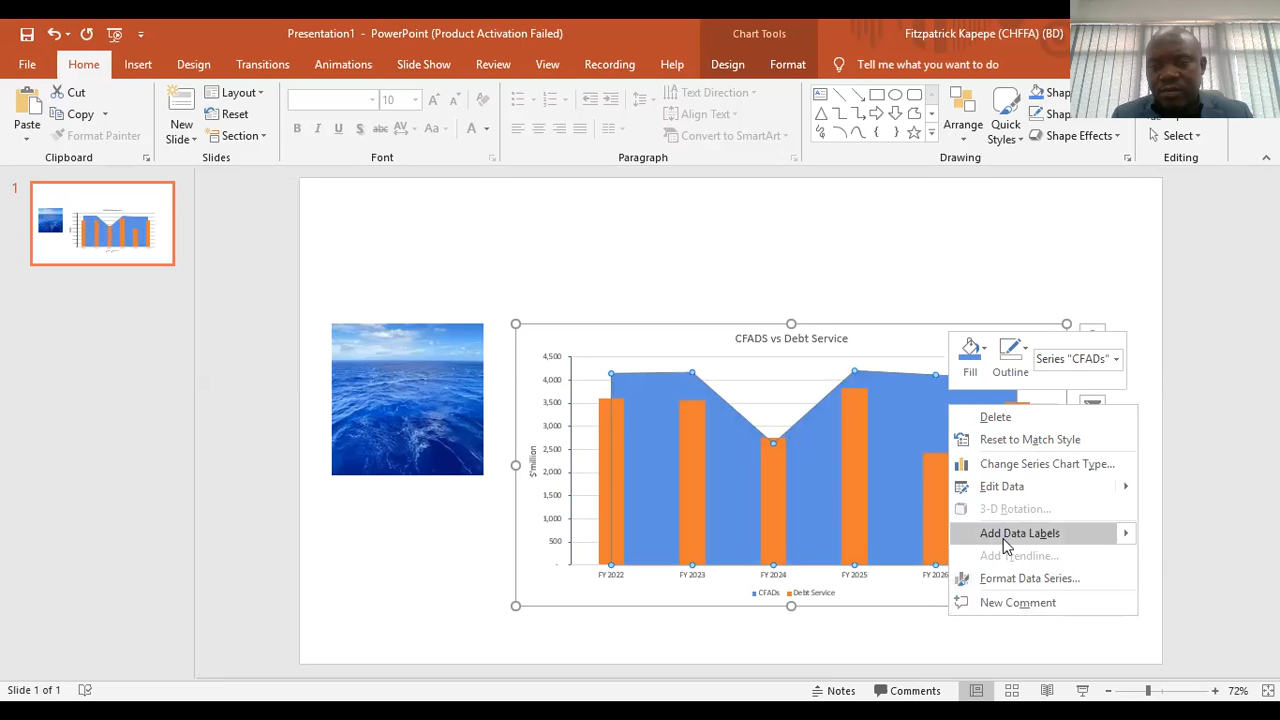 Presentation1 - PowerPoint (Product Activation Failed)
Chart Tools
Fitzpatrick Kapepe (CHFFA) (BD)
File
Home
Insert
Design
Transitions
Animations
Slide Show
Review
View
Recording
Help
Design
Format
Tell me what you want to do
Paste
Cut
Copy
Format Painter
Clipboard
New Slide
Layout
Reset
Section
Slides
10
B I U S abc AV Aa A
Font
Text Direction
Align Text
Convert to SmartArt
Paragraph
Arrange
Quick Styles
Shape Effects
Drawing
Select
Editing
1
CFADS vs Debt Service
4,500
4,000
3,500
3,000
2,500
2,000
1,500
1,000
500
-
$'million
FY 2022
FY 2023
FY 2024
FY 2025
FY 2026
CFADs
Debt Service
Fill
Outline
Series "CFADs"
Delete
Reset to Match Style
Change Series Chart Type...
Edit Data
3-D Rotation...
Add Data Labels
Add Trendline...
Format Data Series...
New Comment
Slide 1 of 1
Notes
Comments
72%